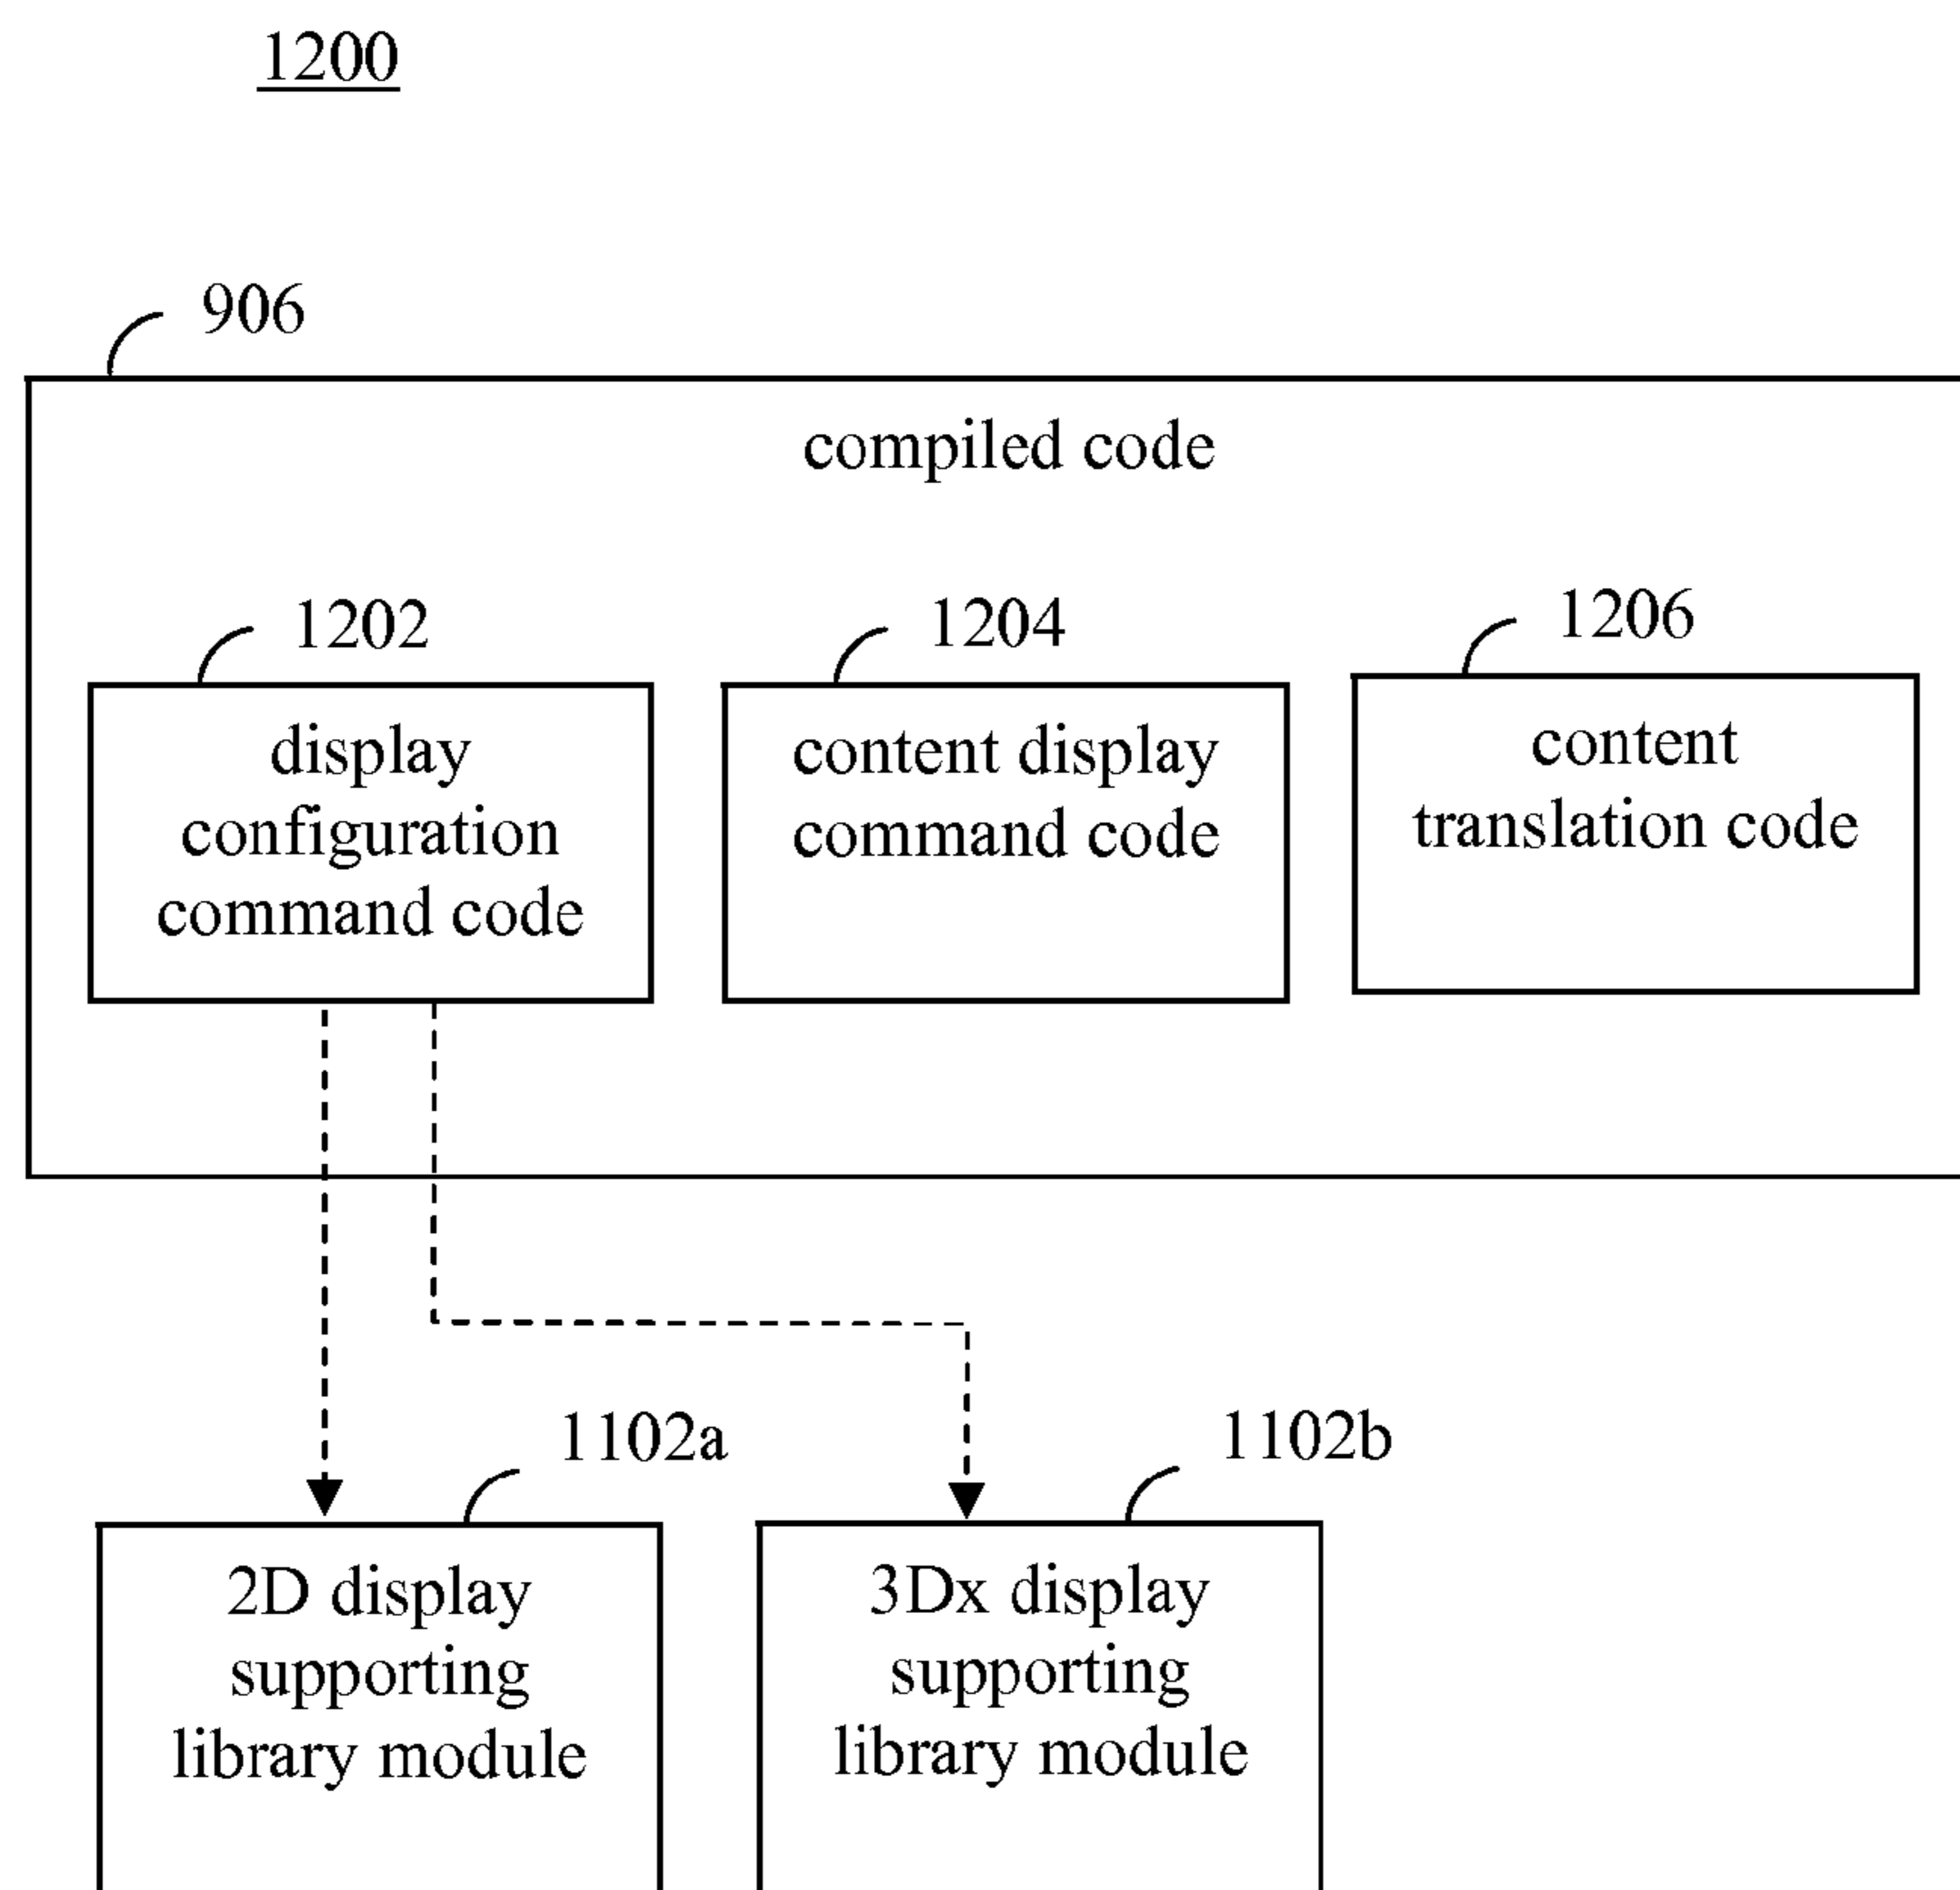 1200
906
compiled code
1202
1204
1206
display
configuration
command code
content display
command code
content
translation code
1102a
1102b
2D display
supporting
library module
3Dx display
supporting
library module